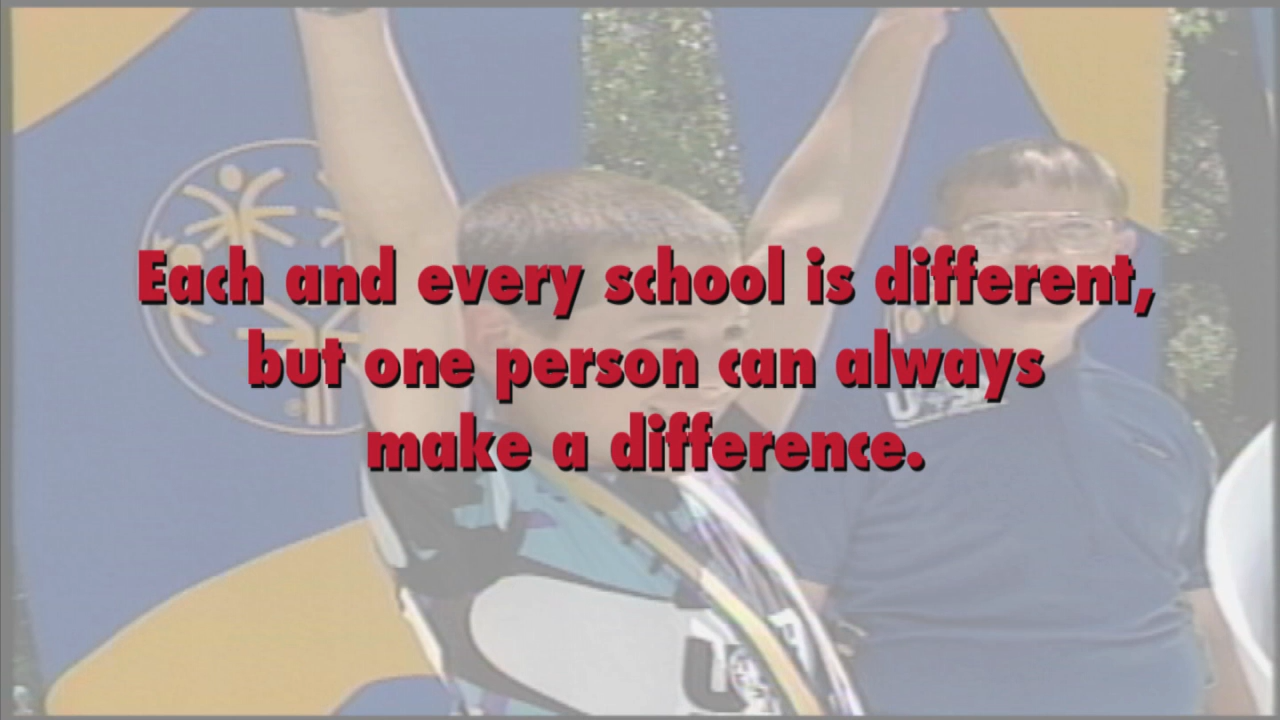 Each and every school is different,
but one person can always
make a difference.